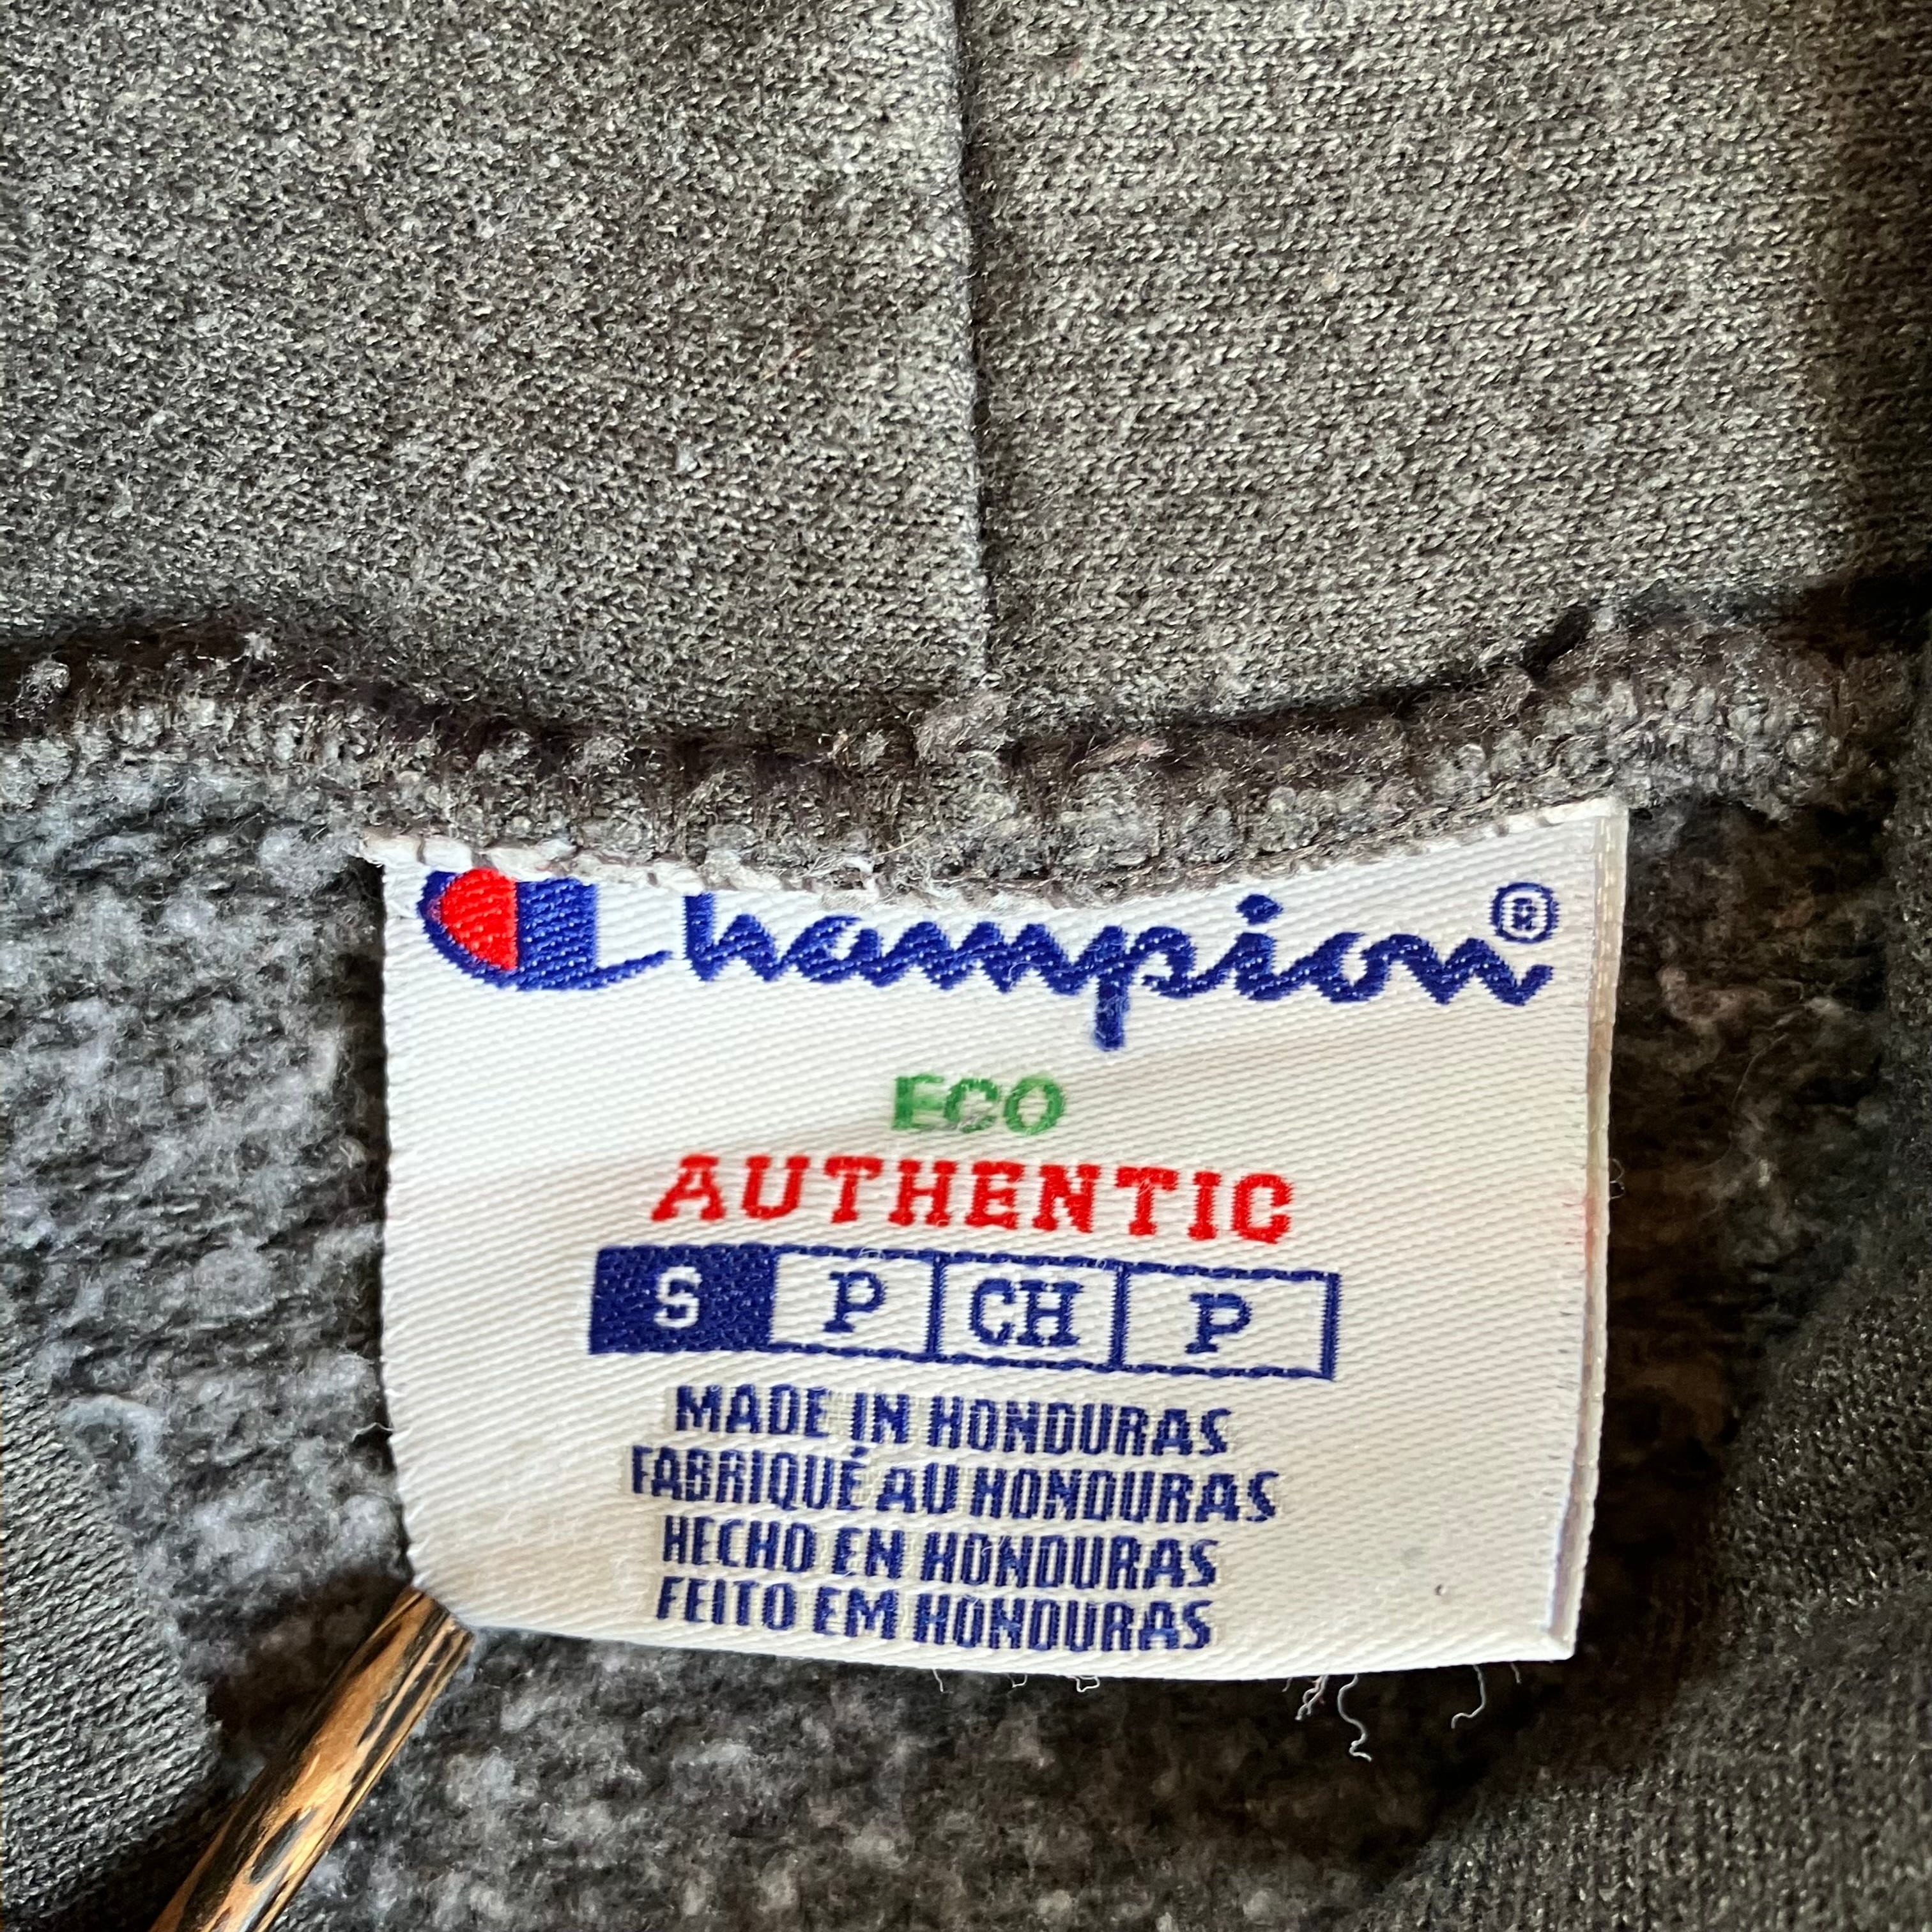 Champion®
ECO
AUTHENTIC
S P CH P
MADE IN HONDURAS
FABRIQUÉ AU HONDURAS
HECHO EN HONDURAS
FEITO EM HONDURAS